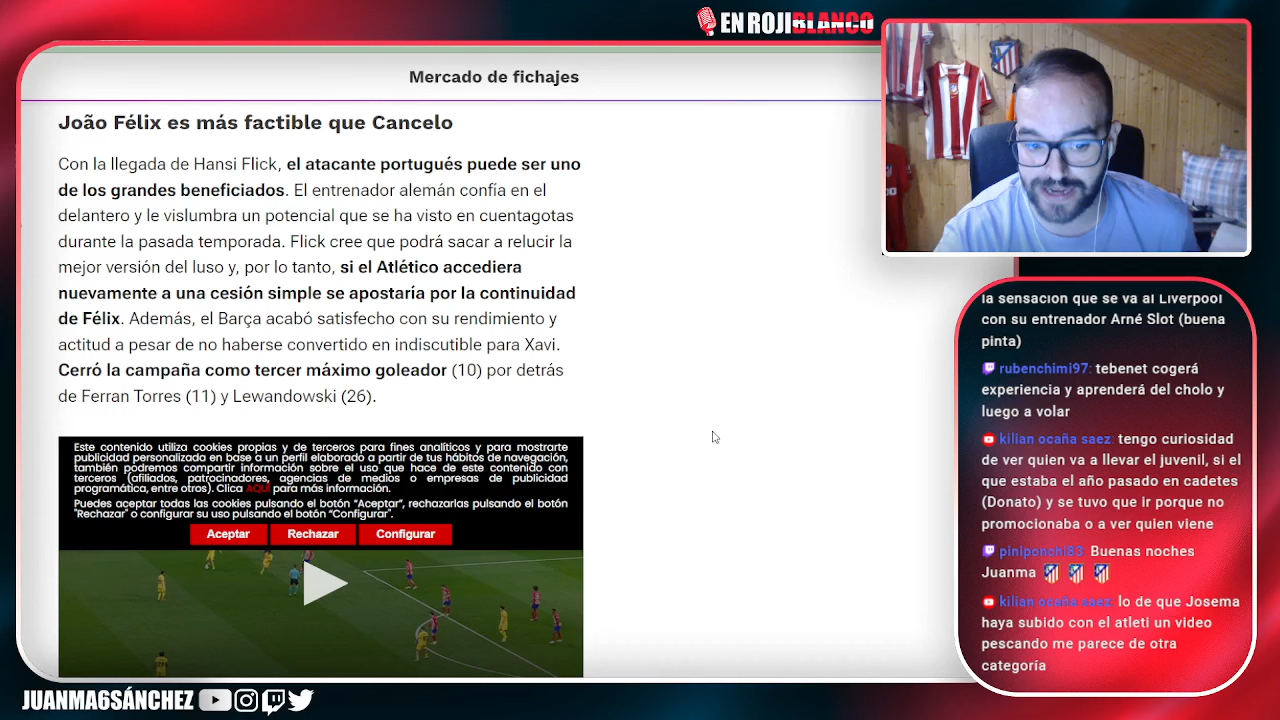 EN ROJIBLANCO
Mercado de fichajes
João Félix es más factible que Cancelo
Con la llegada de Hansi Flick, el atacante portugués puede ser uno
de los grandes beneficiados. El entrenador alemán confía en el
delantero y le vislumbra un potencial que se ha visto en cuentagotas
durante la pasada temporada. Flick cree que podrá sacar a relucir la
mejor versión del luso y, por lo tanto, si el Atlético accediera
nuevamente a una cesión simple se apostaría por la continuidad
de Félix. Además, el Barça acabó satisfecho con su rendimiento y
actitud a pesar de no haberse convertido en indiscutible para Xavi.
Cerró la campaña como tercer máximo goleador (10) por detrás
de Ferran Torres (11) y Lewandowski (26).
Este contenido utiliza cookies propias y de terceros para fines analíticos y para mostrarte
publicidad personalizada en base a un perfil elaborado a partir de tus hábitos de navegación,
también podremos compartir información sobre el uso que hace de este contenido con
terceros (afiliados, patrocinadores, agencias de medios o empresas de publicidad
programática, entre otros). Clica AQUÍ para más información.
Puedes aceptar todas las cookies pulsando el botón “Aceptar”, rechazarlas pulsando el botón
"Rechazar" o configurar su uso pulsando el botón “Configurar”.
Aceptar Rechazar Configurar
la sensación que se va al Liverpool
con su entrenador Arné Slot (buena
pinta)
rubenchimi97: tebenet cogerá
experiencia y aprenderá del cholo y
luego a volar
kilian ocaña saez: tengo curiosidad
de ver quien va a llevar el juvenil, si el
que estaba el año pasado en cadetes
(Donato) y se tuvo que ir porque no
promocionaba o a ver quien viene
piniponchi83: Buenas noches
Juanma
kilian ocaña saez: lo de que Josema
haya subido con el atleti un video
pescando me parece de otra
categoría
JUANMA6SÁNCHEZ